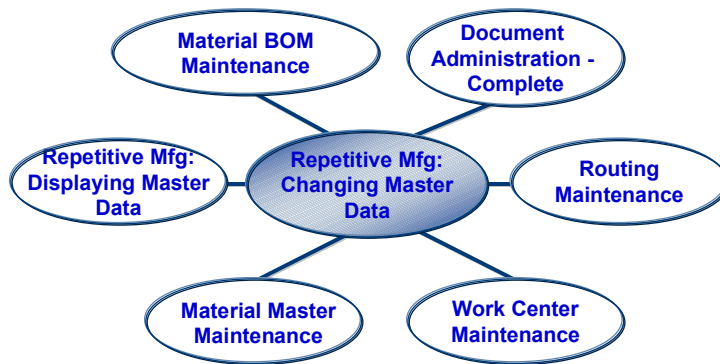 Material BOM
Maintenance
Document
Administration -
Complete
Repetitive Mfg:
Displaying Master
Data
Repetitive Mfg:
Changing Master
Data
Routing
Maintenance
Material Master
Maintenance
Work Center
Maintenance